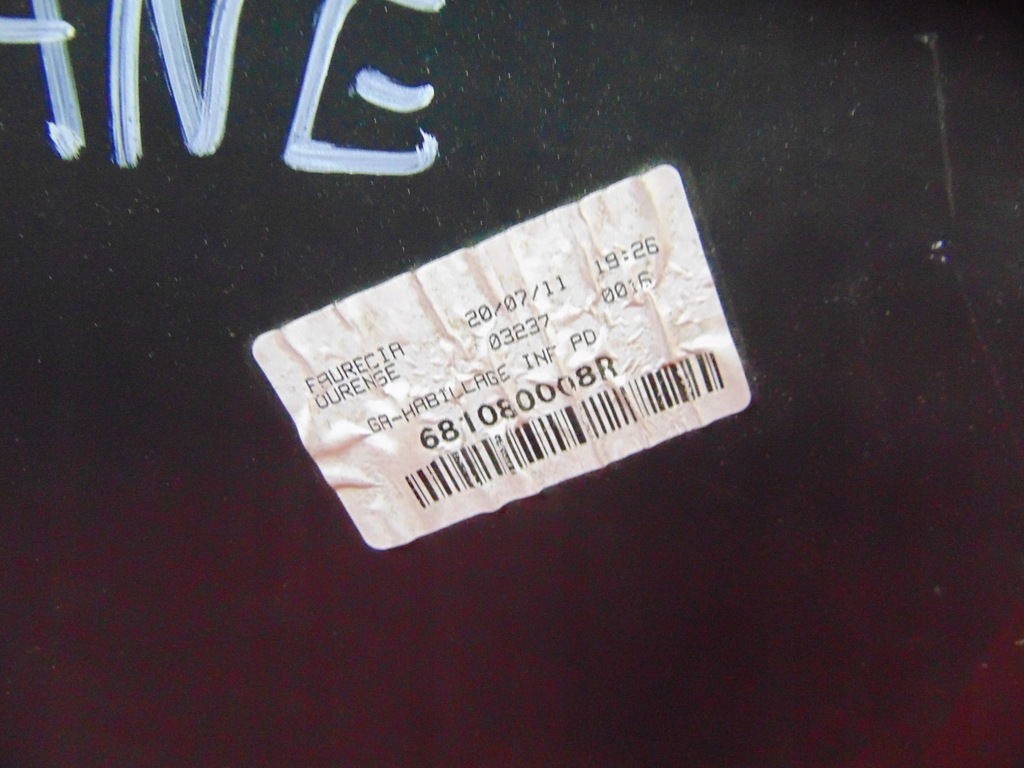 ANE
FAURECIA 20/07/11 19:26
OURENSE 03237 00:6
GA-HABILLAGE INF PD
681080008R